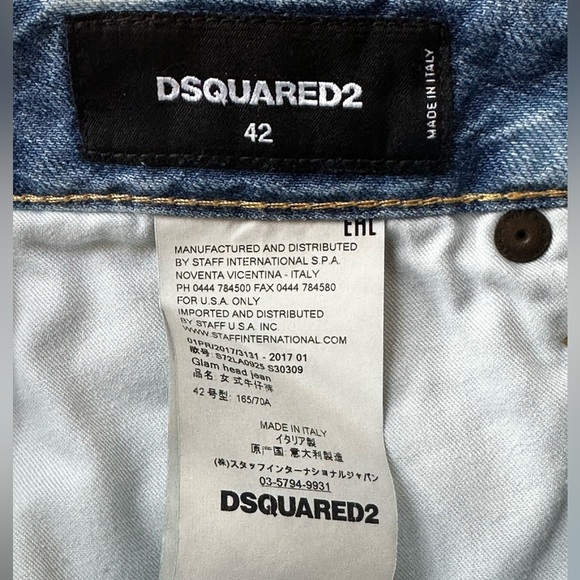 DSQUARED2
42
MADE IN ITALY
EAC
MANUFACTURED AND DISTRIBUTED
BY STAFF INTERNATIONAL S.P.A.
NOVENTA VICENTINA - ITALY
PH 0444 784500 FAX 0444 784580
FOR U.S.A. ONLY
IMPORTED AND DISTRIBUTED
BY STAFF U.S.A. INC.
WWW.STAFFINTERNATIONAL.COM
01PRU2017/3131 - 2017 01
款号: S72LA0925 S30309
Glam head jean
品名: 女式牛仔裤
42 号型: 165/70A
MADE IN ITALY
イタリア製
原产国: 意大利制造
(株)スタッフインターナショナルジャパン
03-5794-9931
DSQUARED2